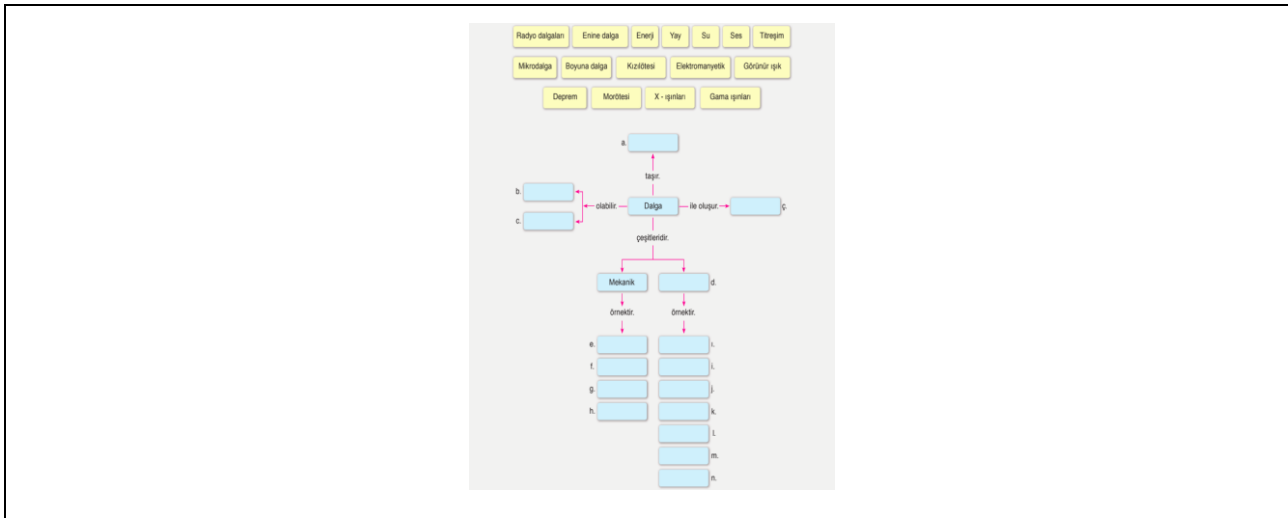 Radyo dalgaları Enine dalga Enerji Yay Su Ses Titreşim
Mikrodalga Boyuna dalga Kızılötesi Elektromanyetik Görünür ışık
Deprem Morötesi X - ışınları Gama ışınları
a.
taşır.
b.
olabilir. Dalga ile oluşur. ç.
c.
çeşitleridir.
Mekanik d.
örnektir. örnektir.
e. ı.
f. i.
g. j.
h. k.
l.
m.
n.